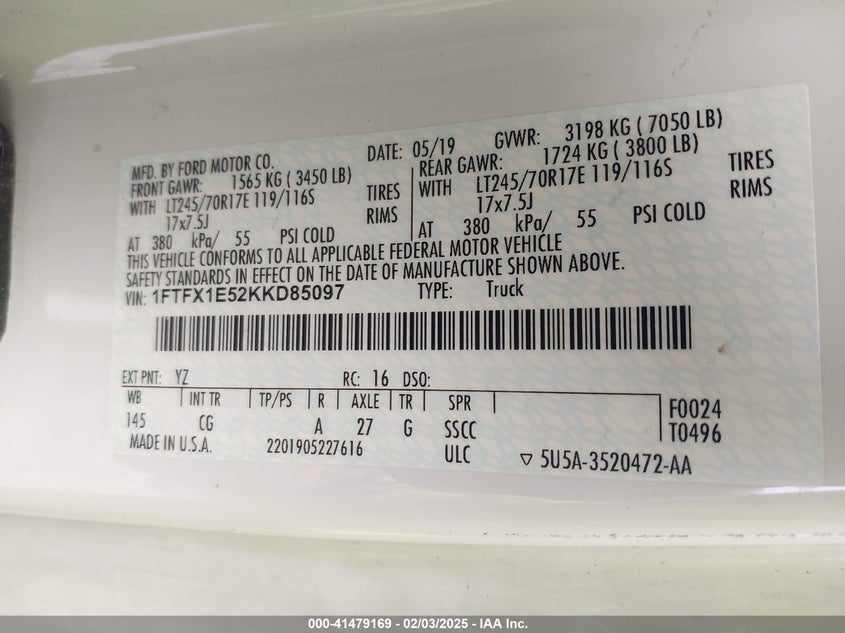 MFD. BY FORD MOTOR CO.
DATE: 05/19
GVWR: 3198 KG ( 7050 LB)
FRONT GAWR: 1565 KG ( 3450 LB)
WITH LT245/70R17E 119/116S TIRES
17x7.5J RIMS
AT 380 kPa/ 55 PSI COLD
REAR GAWR: 1724 KG ( 3800 LB)
WITH LT245/70R17E 119/116S TIRES
17x7.5J RIMS
AT 380 kPa/ 55 PSI COLD
THIS VEHICLE CONFORMS TO ALL APPLICABLE FEDERAL MOTOR VEHICLE
SAFETY STANDARDS IN EFFECT ON THE DATE OF MANUFACTURE SHOWN ABOVE.
VIN: 1FTFX1E52KKD85097 TYPE: Truck
EXT PNT: YZ RC: 16 DSO:
WB INT TR TP/PS R AXLE TR SPR
145 CG A 27 G SSCC
ULC
F0024
T0496
MADE IN U.S.A. 2201905227616
5U5A-3520472-AA
000-41479169 - 02/03/2025 - IAA Inc.